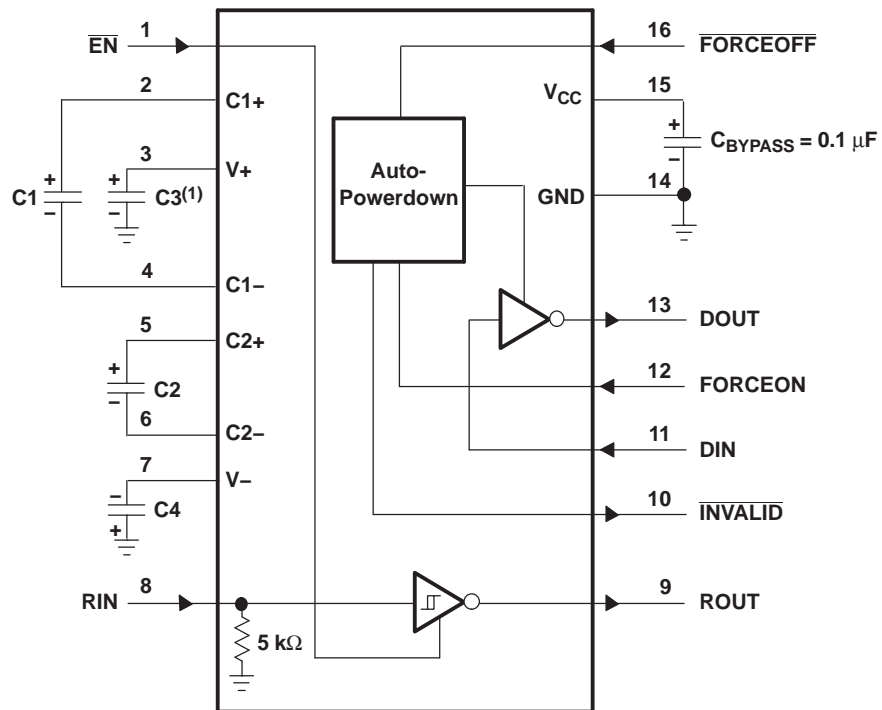 EN
1
16
FORCEOFF
2
C1+
VCC
15
+
CBYPASS = 0.1 μF
−
3
V+
Auto-
Powerdown
+
C1
−
+
C3(1)
−
14
GND
4
C1−
5
C2+
13
DOUT
+
C2
−
12
FORCEON
6
C2−
11
DIN
7
V−
−
C4
+
10
INVALID
RIN
8
9
ROUT
5 kΩ